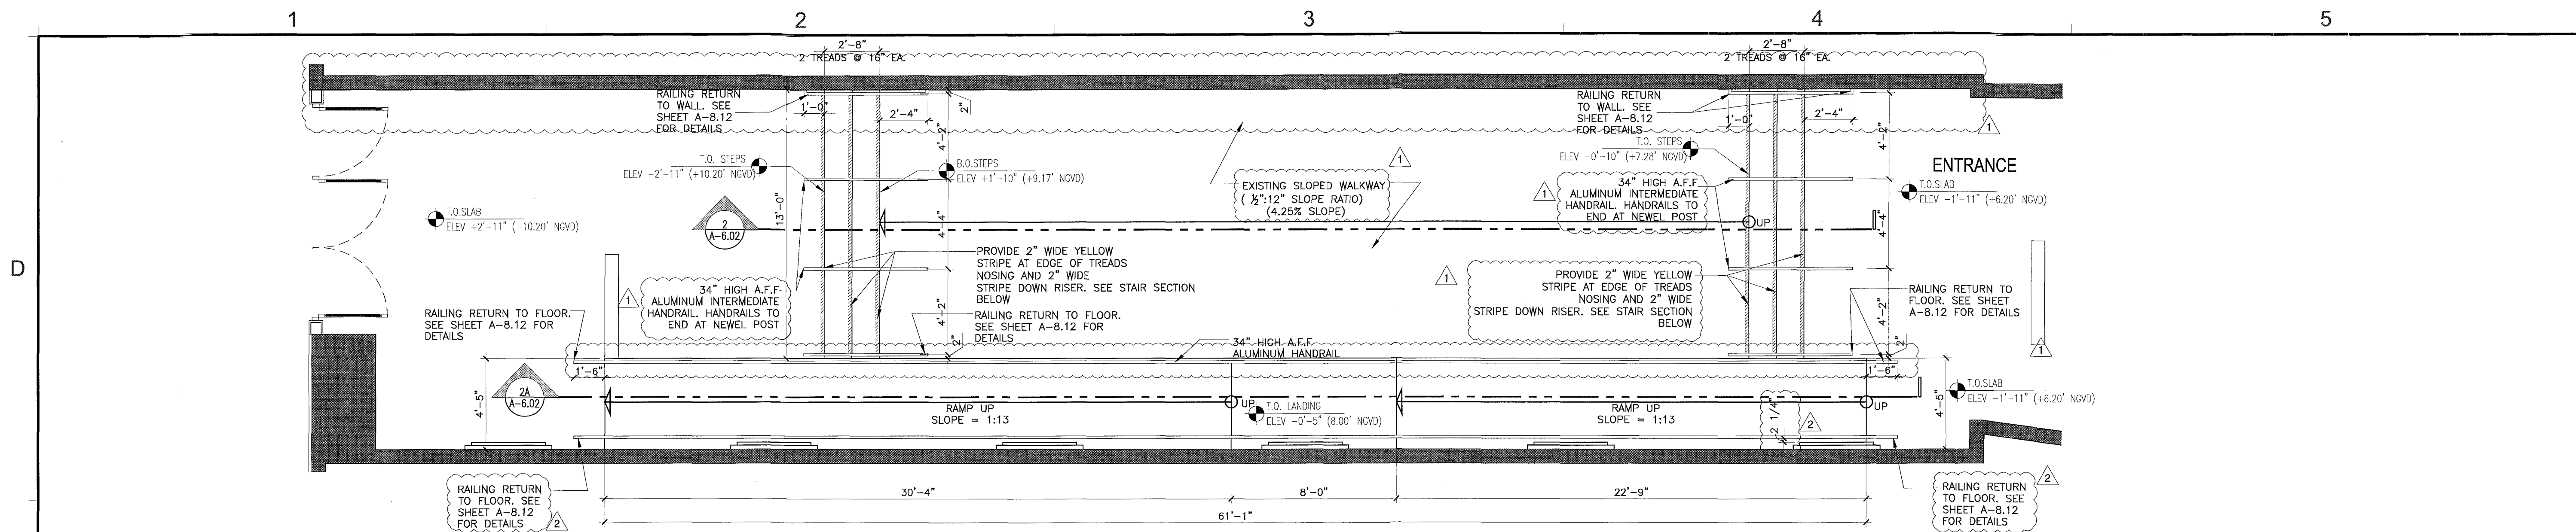 1
2
3
4
5
D
2'-8"
2 TREADS @ 16" EA.
2'-8"
2 TREADS @ 16" EA.
RAILING RETURN
TO WALL. SEE
SHEET A-8.12
FOR DETAILS
1'-0"
2'-4"
2"
4'-2"
RAILING RETURN
TO WALL. SEE
SHEET A-8.12
FOR DETAILS
1'-0"
2'-4"
4'-2"
1
T.O. STEPS
ELEV +2'-11" (+10.20' NGVD)
B.O.STEPS
ELEV +1'-10" (+9.17' NGVD)
1
T.O. STEPS
ELEV -0'-10" (+7.28' NGVD)
ENTRANCE
T.O.SLAB
ELEV -1'-11" (+6.20' NGVD)
T.O.SLAB
ELEV +2'-11" (+10.20' NGVD)
2
A-6.02
13'-0"
4'-4"
EXISTING SLOPED WALKWAY
( ½":12" SLOPE RATIO)
(4.25% SLOPE)
1
34" HIGH A.F.F
ALUMINUM INTERMEDIATE
HANDRAIL. HANDRAILS TO
END AT NEWEL POST
UP
4'-4"
PROVIDE 2" WIDE YELLOW
STRIPE AT EDGE OF TREADS
NOSING AND 2" WIDE
STRIPE DOWN RISER. SEE STAIR SECTION
BELOW
1
PROVIDE 2" WIDE YELLOW
STRIPE AT EDGE OF TREADS
NOSING AND 2" WIDE
STRIPE DOWN RISER. SEE STAIR SECTION
BELOW
1
34" HIGH A.F.F
ALUMINUM INTERMEDIATE
HANDRAIL. HANDRAILS TO
END AT NEWEL POST
RAILING RETURN TO FLOOR.
SEE SHEET A-8.12 FOR
DETAILS
4'-2"
2"
RAILING RETURN TO FLOOR.
SEE SHEET A-8.12 FOR
DETAILS
RAILING RETURN TO
FLOOR. SEE SHEET
A-8.12 FOR DETAILS
4'-2"
2"
1
34" HIGH A.F.F
ALUMINUM HANDRAIL
1'-6"
1'-6"
4'-5"
2A
A-6.02
RAMP UP
SLOPE = 1:13
UP
T.O. LANDING
ELEV -0'-5" (8.00' NGVD)
RAMP UP
SLOPE = 1:13
2 1/4"
2
UP
4'-5"
T.O.SLAB
ELEV -1'-11" (+6.20' NGVD)
RAILING RETURN
TO FLOOR. SEE
SHEET A-8.12
FOR DETAILS
2
30'-4"
8'-0"
22'-9"
61'-1"
RAILING RETURN
TO FLOOR. SEE
SHEET A-8.12
FOR DETAILS
2